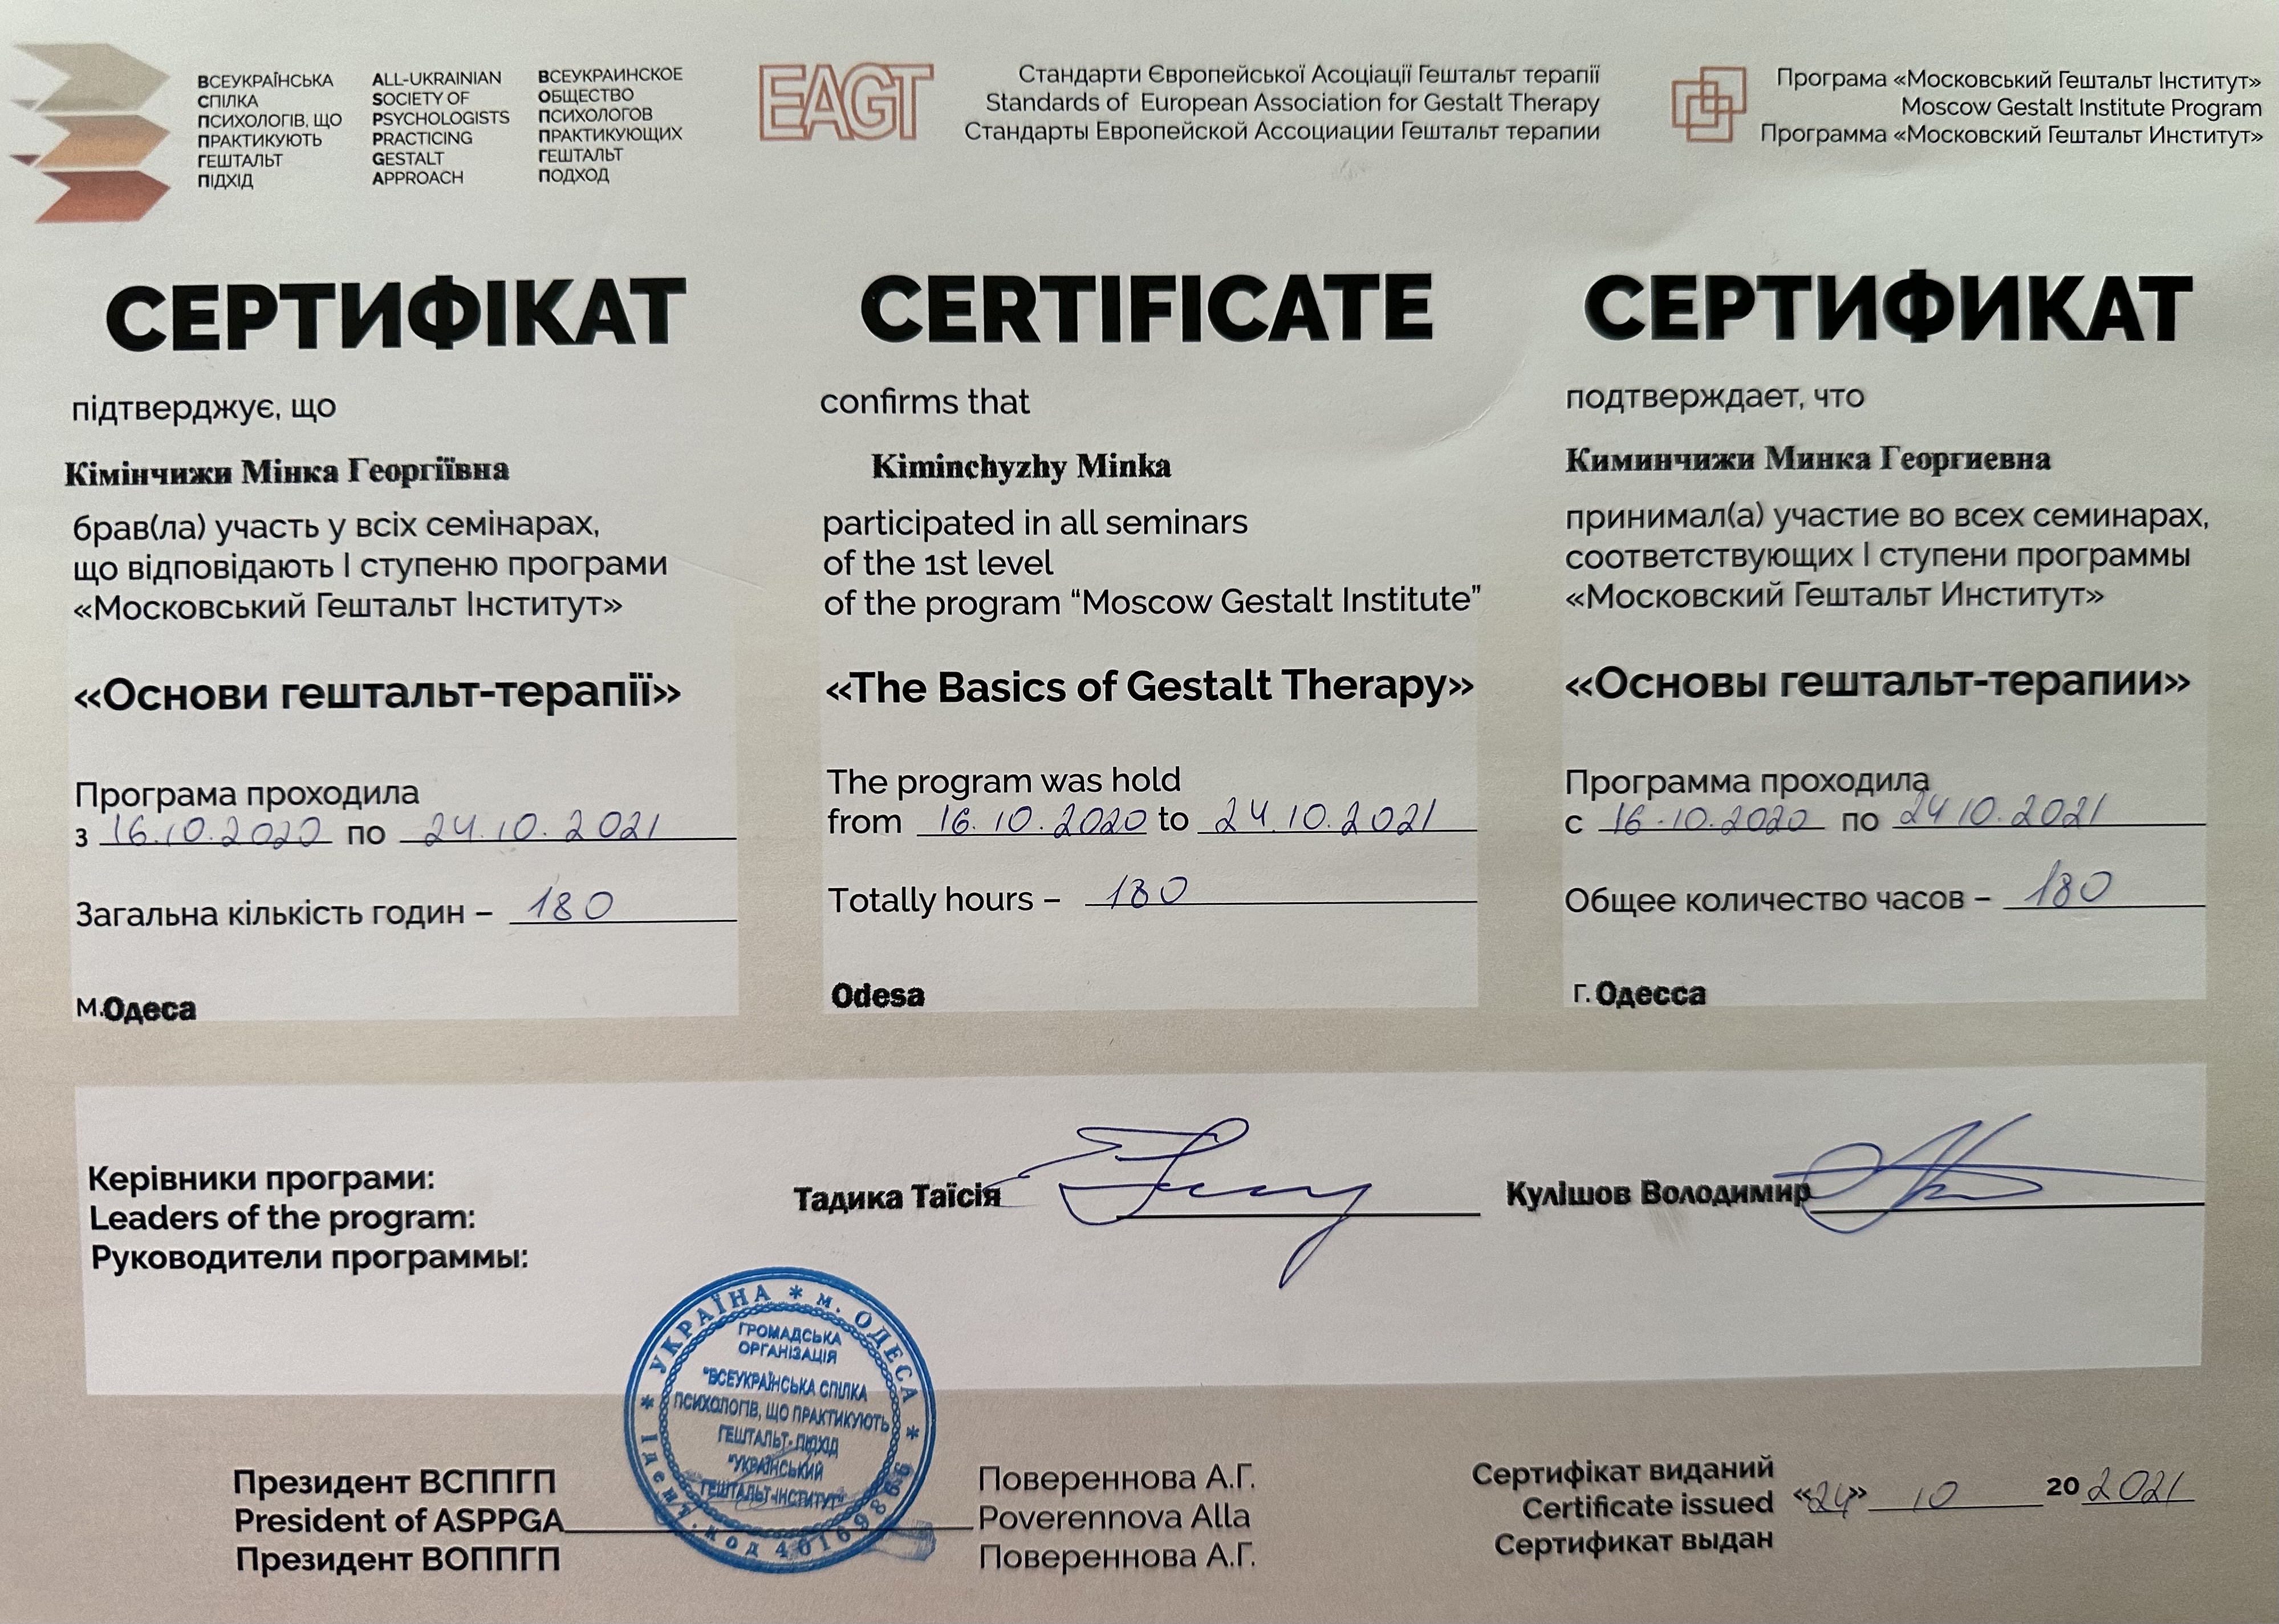 ВСЕУКРАЇНСЬКА
СПІЛКА
ПСИХОЛОГІВ, ЩО
ПРАКТИКУЮТЬ
ГЕШТАЛЬТ
ПІДХІД
ALL-UKRAINIAN
SOCIETY OF
PSYCHOLOGISTS
PRACTICING
GESTALT
APPROACH
ВСЕУКРАИНСКОЕ
ОБЩЕСТВО
ПСИХОЛОГОВ
ПРАКТИКУЮЩИХ
ГЕШТАЛЬТ
ПОДХОД
EAGT
Стандарти Європейської Асоціації Гештальт терапії
Standards of European Association for Gestalt Therapy
Стандарты Европейской Ассоциации Гештальт терапии
Програма «Московський Гештальт Інститут»
Moscow Gestalt Institute Program
Программа «Московский Гештальт Институт»
СЕРТИФІКАТ
підтверджує, що
Кімінчижи Мінка Георгіївна
брав(ла) участь у всіх семінарах,
що відповідають І ступеню програми
«Московський Гештальт Інститут»
«Основи гештальт-терапії»
Програма проходила
з 16.10.2020 по 24.10.2021
Загальна кількість годин – 180
м.Одеса
CERTIFICATE
confirms that
Kiminchyzhy Minka
participated in all seminars
of the 1st level
of the program “Moscow Gestalt Institute”
«The Basics of Gestalt Therapy»
The program was hold
from 16.10.2020 to 24.10.2021
Totally hours – 180
Odesa
СЕРТИФИКАТ
подтверждает, что
Киминчижи Минка Георгиевна
принимал(а) участие во всех семинарах,
соответствующих I ступени программы
«Московский Гештальт Институт»
«Основы гештальт-терапии»
Программа проходила
с 16.10.2020 по 24 10.2021
Общее количество часов – 180
г. Одесса
Керівники програми:
Leaders of the program:
Руководители программы:
Тадика Таїсія
Кулішов Володимир
УКРАЇНА * м. ОДЕСА * Ідент. код 40169866 *
ГРОМАДСЬКА
ОРГАНІЗАЦІЯ
"ВСЕУКРАЇНСЬКА СПІЛКА
ПСИХОЛОГІВ, ЩО ПРАКТИКУЮТЬ
ГЕШТАЛЬТ-ПІДХІД
"УКРАЇНСЬКИЙ
ГЕШТАЛЬТ-ІНСТИТУТ"
Президент ВСППГП
President of ASPPGA
Президент ВОППГП
Повереннова А.Г.
Poverennova Alla
Повереннова А.Г.
Сертифікат виданий
Certificate issued «24» 10 20 2021
Сертификат выдан